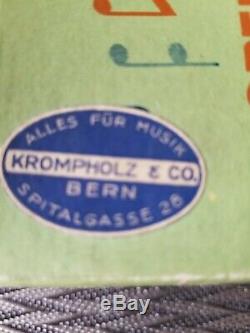 ALLES FÜR MUSIK
KROMPHOLZ & CO.
BERN
SPITALGASSE 28